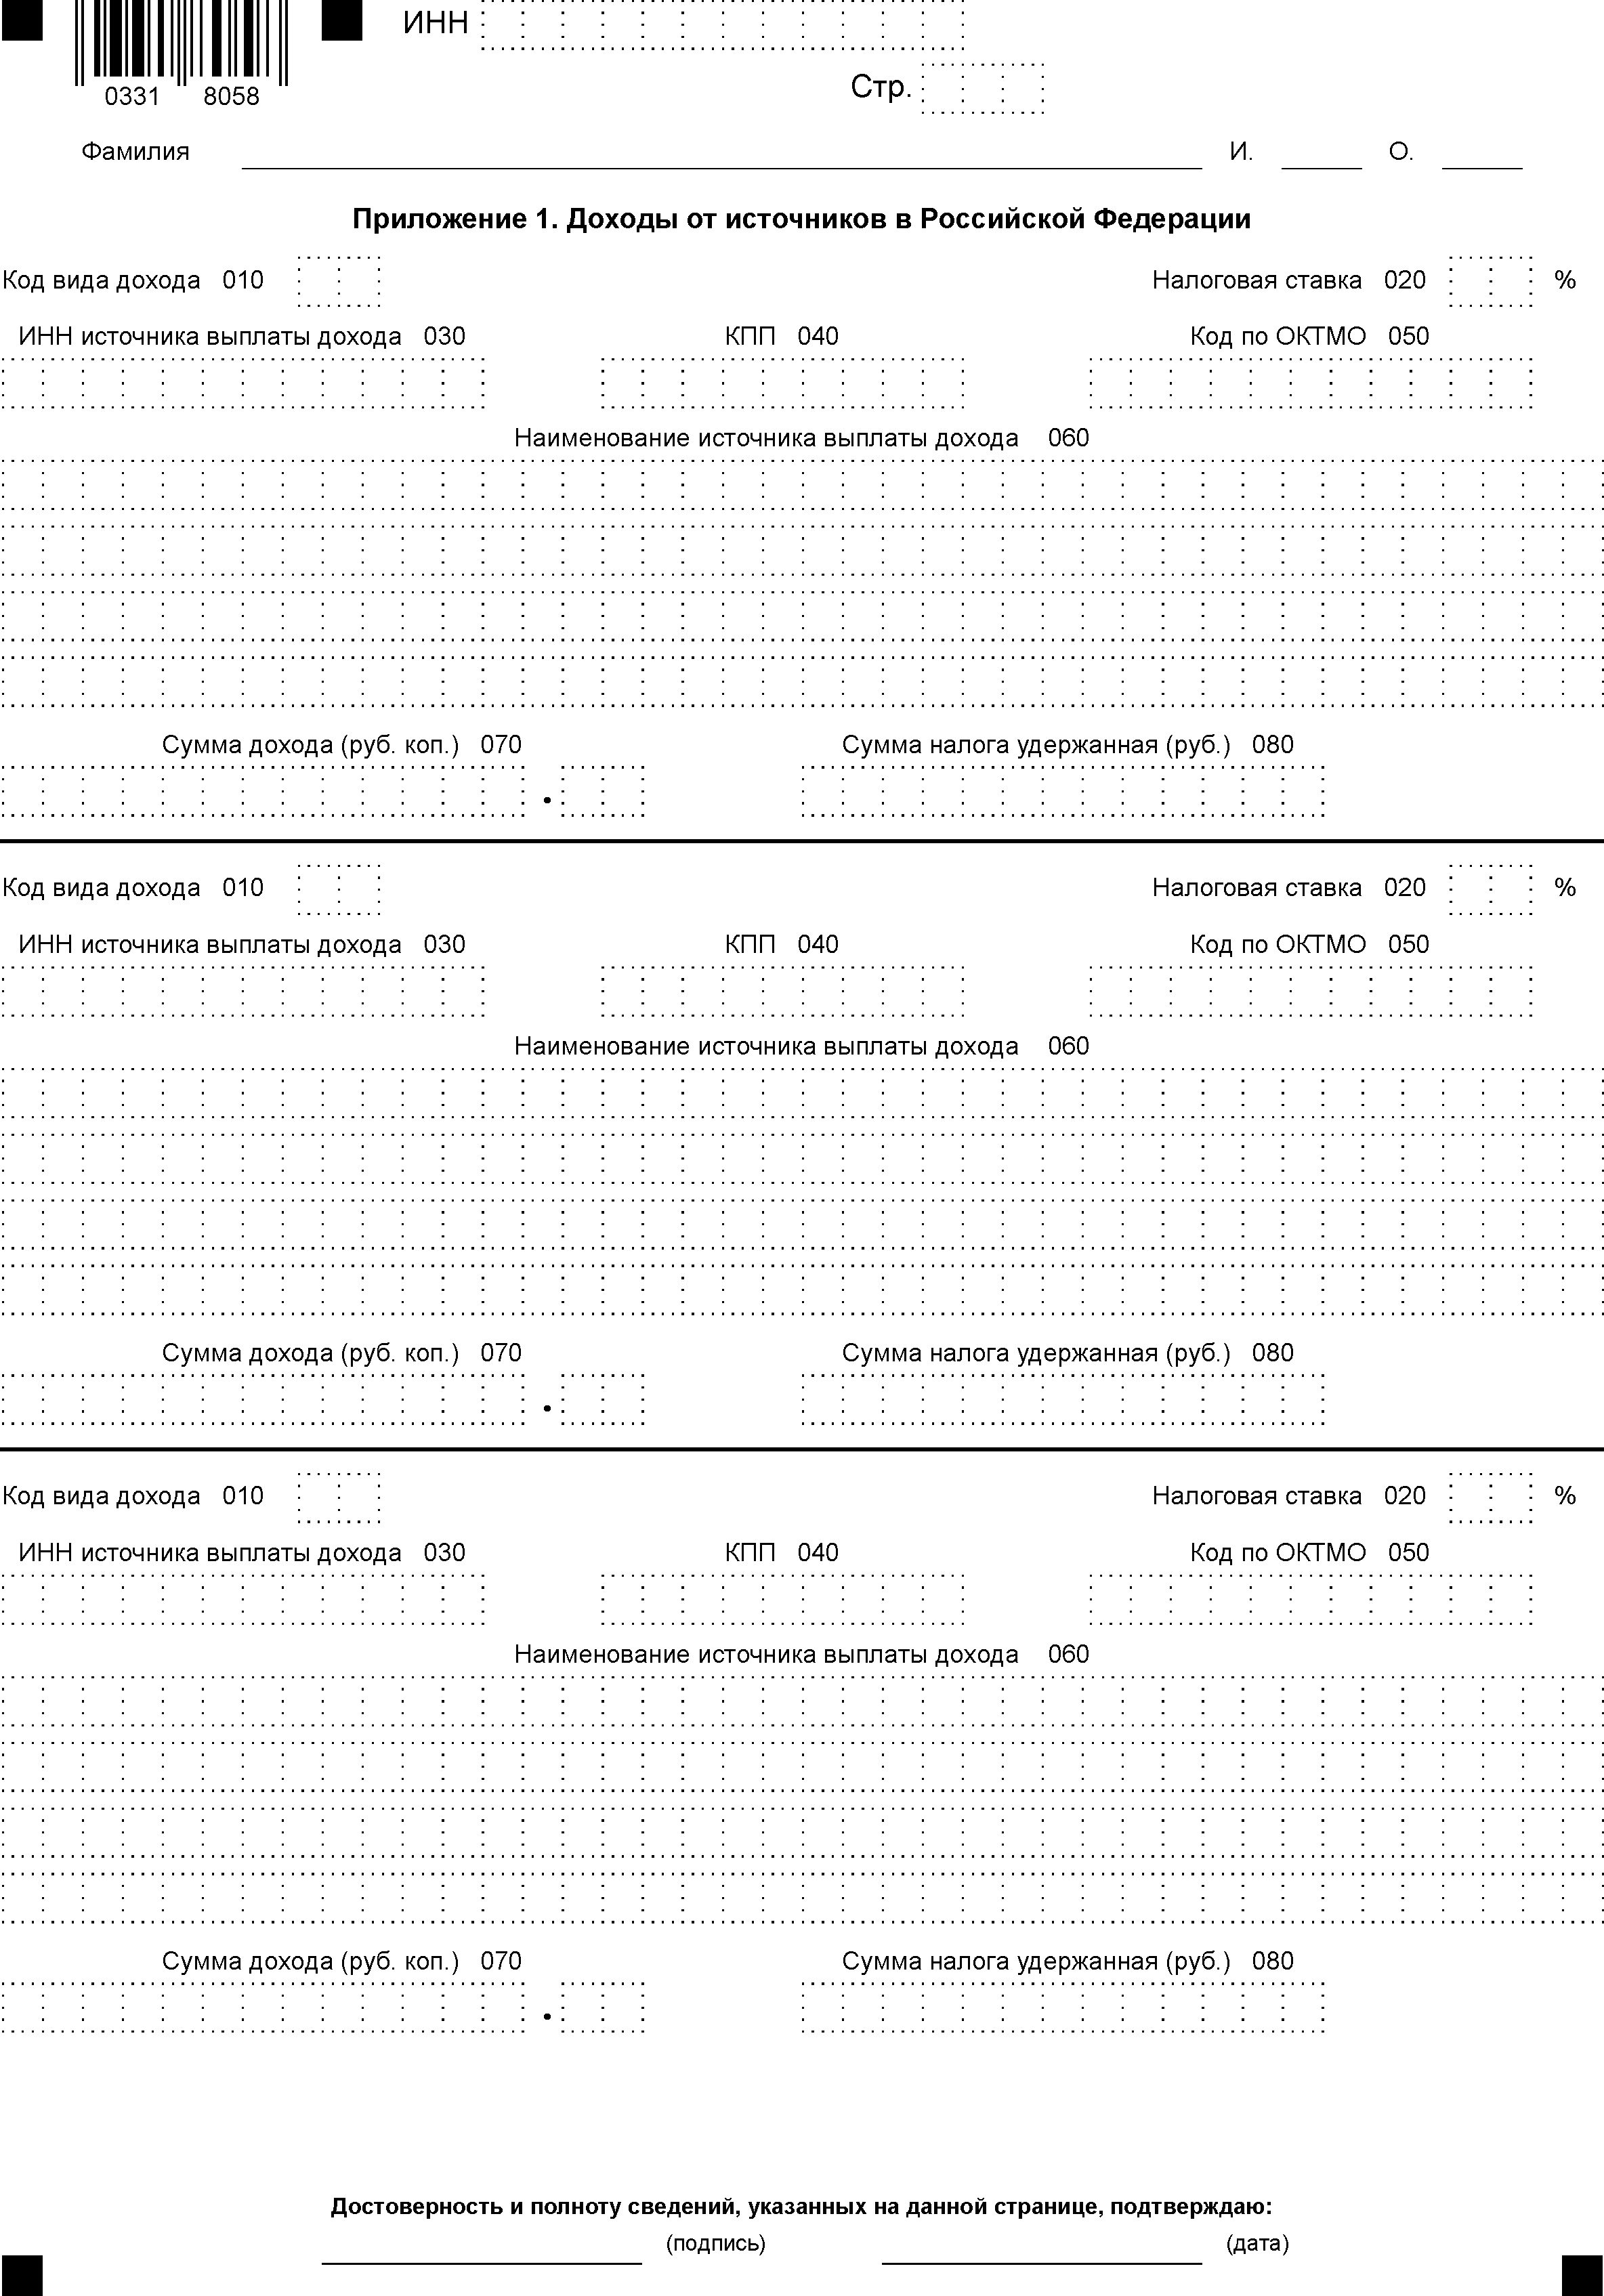 ИНН
Стр.
0331 8058
Фамилия И. О.
Приложение 1. Доходы от источников в Российской Федерации
Код вида дохода 010 Налоговая ставка 020 %
ИНН источника выплаты дохода 030 КПП 040 Код по ОКТМО 050
Наименование источника выплаты дохода 060
Сумма дохода (руб. коп.) 070 Сумма налога удержанная (руб.) 080
.
Код вида дохода 010 Налоговая ставка 020 %
ИНН источника выплаты дохода 030 КПП 040 Код по ОКТМО 050
Наименование источника выплаты дохода 060
Сумма дохода (руб. коп.) 070 Сумма налога удержанная (руб.) 080
.
Код вида дохода 010 Налоговая ставка 020 %
ИНН источника выплаты дохода 030 КПП 040 Код по ОКТМО 050
Наименование источника выплаты дохода 060
Сумма дохода (руб. коп.) 070 Сумма налога удержанная (руб.) 080
.
Достоверность и полноту сведений, указанных на данной странице, подтверждаю:
(подпись) (дата)